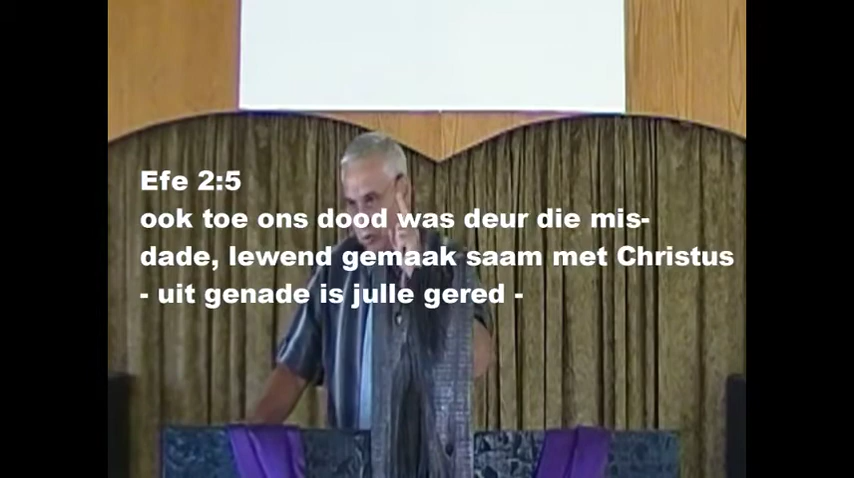 Efe 2:5
ook toe ons dood was deur die mis-
dade, lewend gemaak saam met Christus
- uit genade is julle gered -